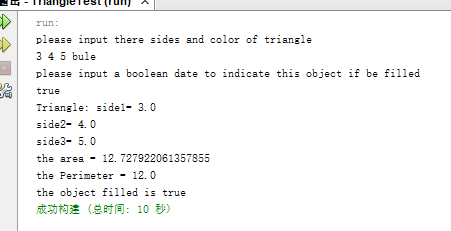 出 - TriangleTest (run) ×
run:
please input there sides and color of triangle
3 4 5 bule
please input a boolean date to indicate this object if be filled
true
Triangle: side1= 3.0
side2= 4.0
side3= 5.0
the area = 12.727922061357855
the Perimeter = 12.0
the object filled is true
成功构建 (总时间: 10 秒)